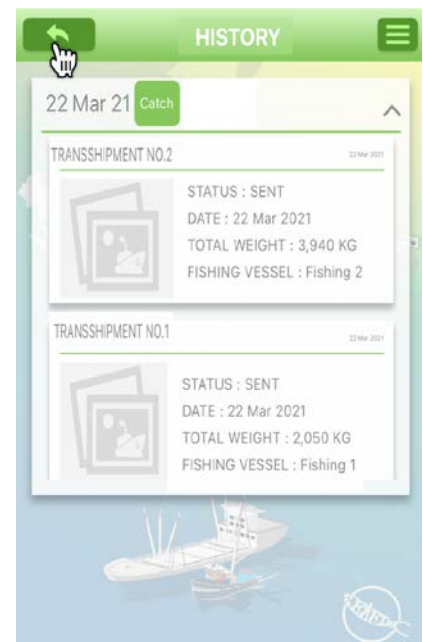 HISTORY
22 Mar 21 Catch
TRANSSHIPMENT NO.2 22 Mar 2021
STATUS : SENT
DATE : 22 Mar 2021
TOTAL WEIGHT : 3,940 KG
FISHING VESSEL : Fishing 2
TRANSSHIPMENT NO.1 22 Mar 2021
STATUS : SENT
DATE : 22 Mar 2021
TOTAL WEIGHT : 2,050 KG
FISHING VESSEL : Fishing 1